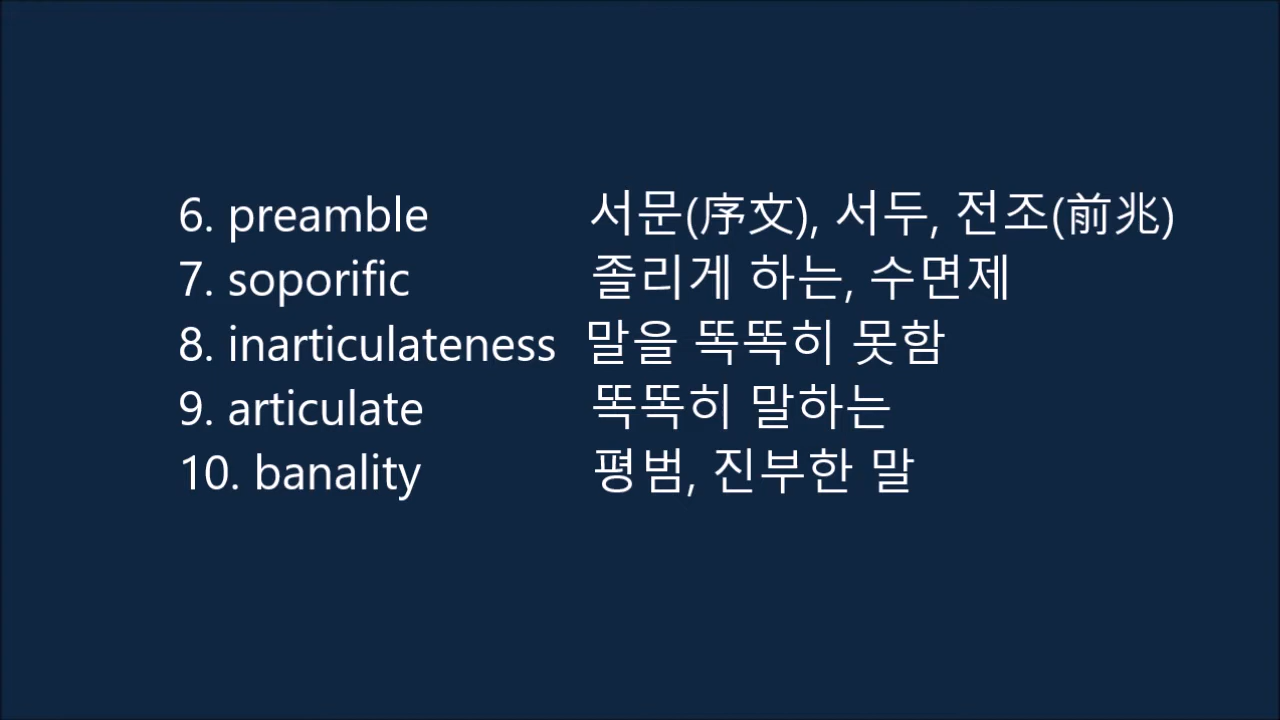 6. preamble 서문(序文), 서두, 전조(前兆)
7. soporific 졸리게 하는, 수면제
8. inarticulateness 말을 똑똑히 못함
9. articulate 똑똑히 말하는
10. banality 평범, 진부한 말